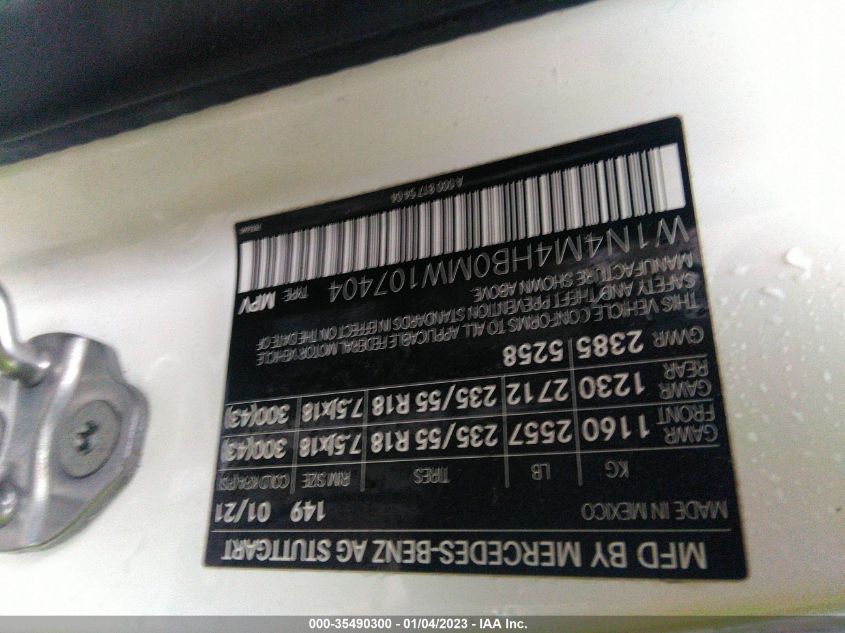 MFD BY MERCEDES-BENZ AG STUTTGART
MADE IN MEXICO 149 01/21
KG LB TIRES RIM SIZE COLD KPA/(PSI)
GAWR FRONT 1160 2557 235/55 R18 7.5Jx18 300(43)
GAWR REAR 1230 2712 235/55 R18 7.5Jx18 300(43)
GVWR 2385 5258
THIS VEHICLE CONFORMS TO ALL APPLICABLE FEDERAL MOTOR VEHICLE
SAFETY AND THEFT PREVENTION STANDARDS IN EFFECT ON THE DATE OF
MANUFACTURE SHOWN ABOVE.
W1N4M4HB0MW107404 TYPE: MPV
A 000 817 54 04
000-35490300 - 01/04/2023 - IAA Inc.